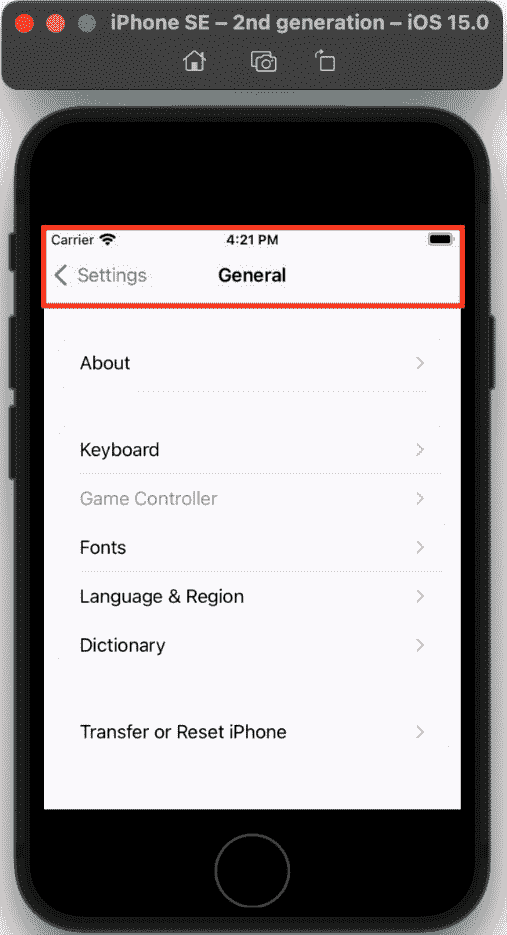 iPhone SE – 2nd generation – iOS 15.0
Carrier 4:21 PM
Settings General
About
Keyboard
Game Controller
Fonts
Language & Region
Dictionary
Transfer or Reset iPhone